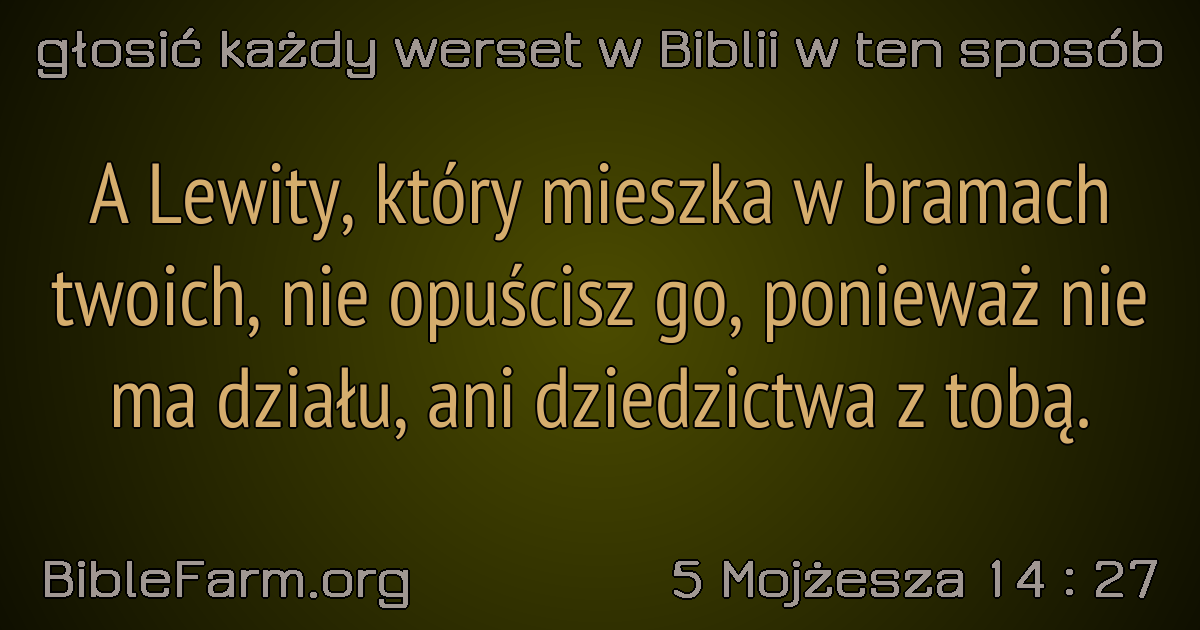 głosić każdy werset w Biblii w ten sposób
A Lewity, który mieszka w bramach
twoich, nie opuścisz go, ponieważ nie
ma działu, ani dziedzictwa z tobą.
BibleFarm.org
5 Mojżesza 14 : 27